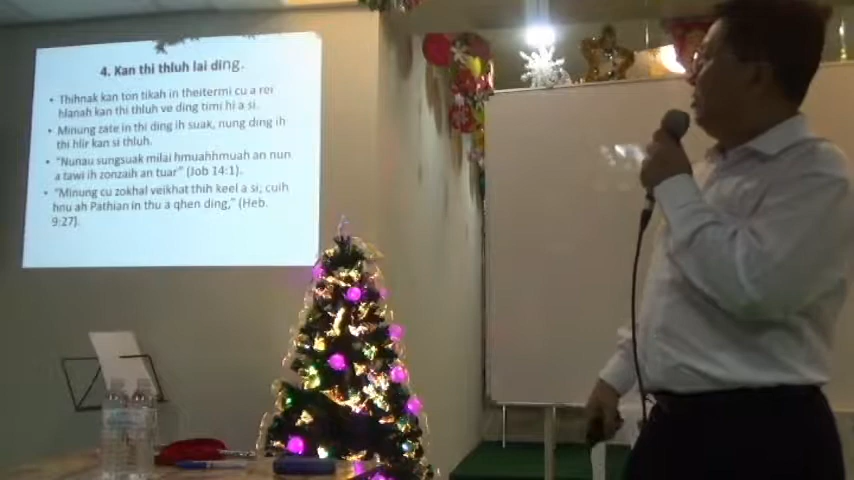 4. Kan thi thluh lai ding.
• Thihnak kan ton tikah in theitermi cu a rei
hlanah kan thi thluh ve ding timi hi a si.
• Minung zate in thi ding ih suak, nung ding ih
thi hlir kan si thluh.
• “Nunau sungsuak milai hmuahhmuah an nun
a tawi ih zonzaih an tuar” (Job 14:1).
• “Minung cu zokhal veikhat thih keel a si; cuih
hnu ah Pathian in thu a qhen ding,” (Heb.
9:27).